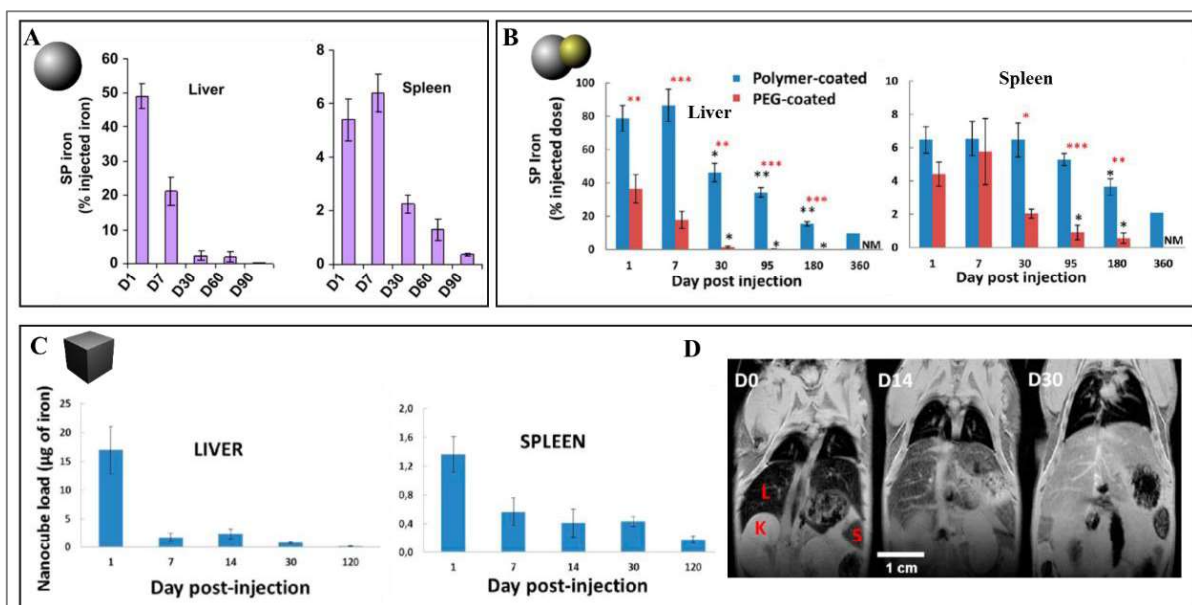 A
Liver
Spleen
SP iron
(% injected iron)
60
50
40
30
20
10
0
D1
D7
D30
D60
D90
8
6
4
2
0
D1
D7
D30
D60
D90
B
Polymer-coated
PEG-coated
Liver
Spleen
SP Iron
(% injected dose)
100
80
60
40
20
0
** *** * ** ** *** ** ***
* * *
NM
1 7 30 95 180 360
Day post injection
10
8
6
4
2
0
* *** * ** *
* *
NM
1 7 30 95 180 360
Day post injection
C
LIVER
Nanocube load (µg of iron)
25
20
15
10
5
0
1 7 14 30 120
Day post-injection
SPLEEN
2,0
1,6
1,2
0,8
0,4
0,0
1 7 14 30 120
Day post-injection
D
D0 D14 D30
L
K
S
1 cm